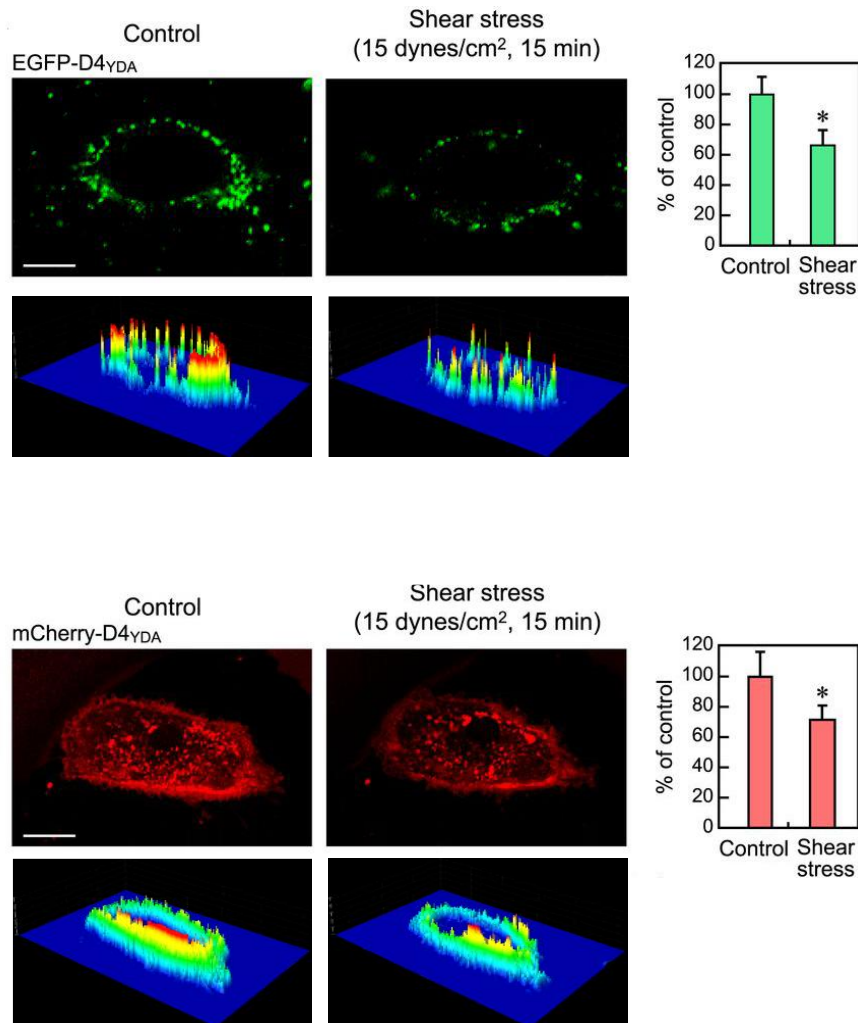 Control
Shear stress
(15 dynes/cm², 15 min)
EGFP-D4YDA
% of control
120
100
80
60
40
20
0
*
Control
Shear
stress
Control
Shear stress
(15 dynes/cm², 15 min)
mCherry-D4YDA
% of control
120
100
80
60
40
20
0
*
Control
Shear
stress